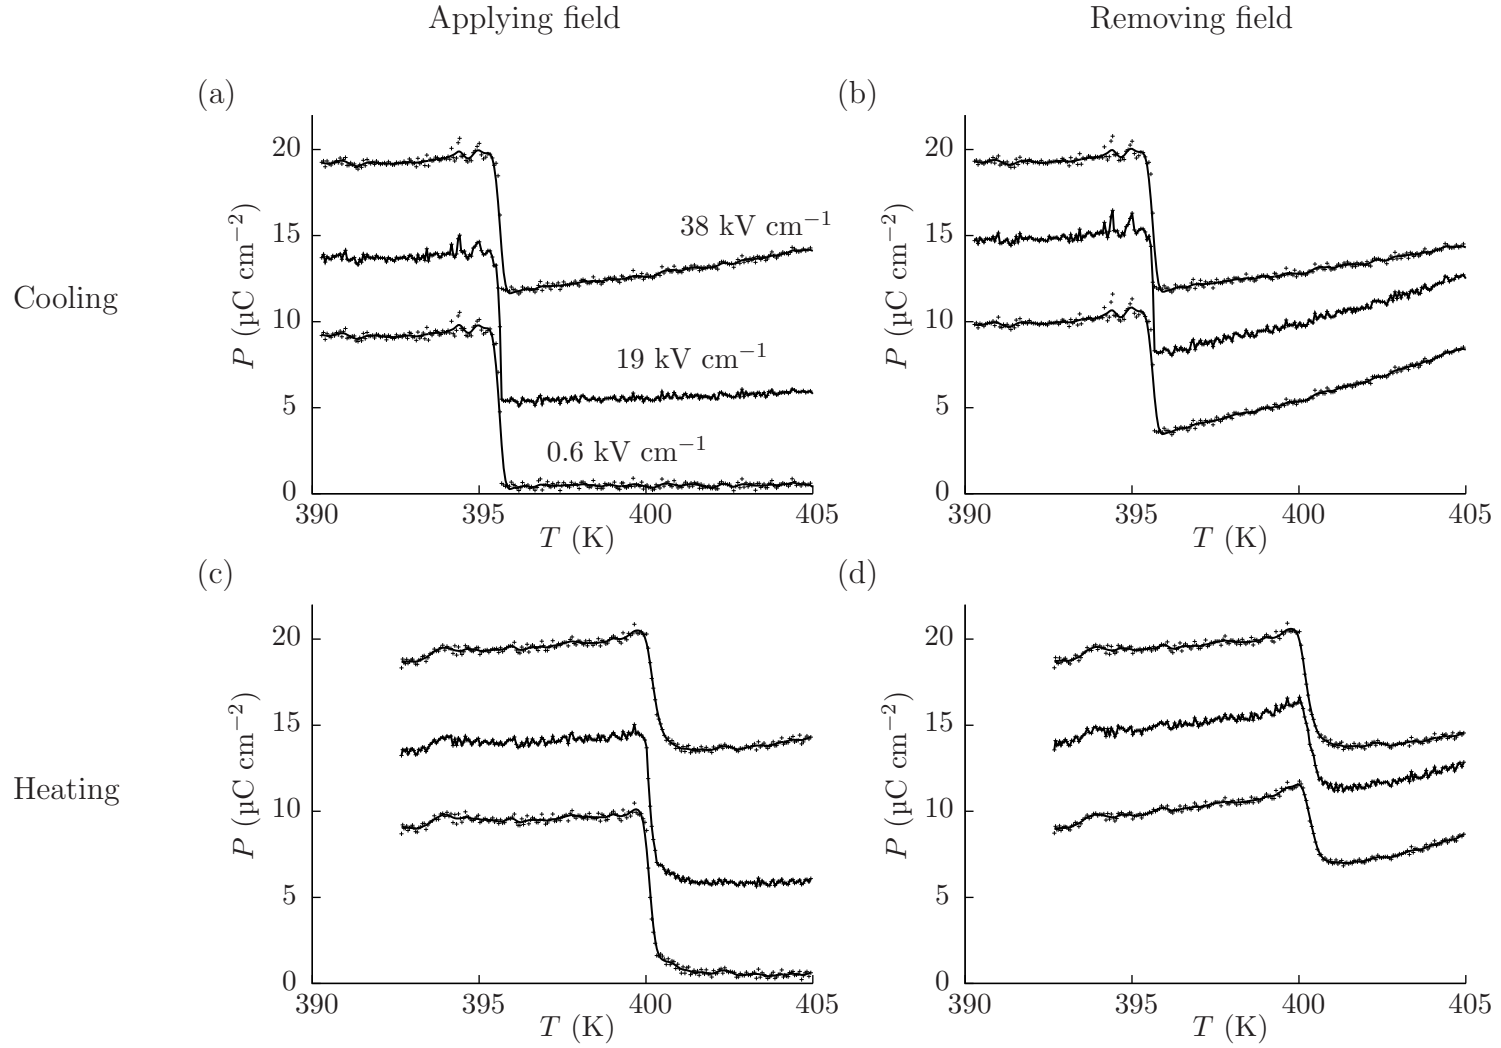 Applying field
Removing field
(a)
(b)
20
15
10
5
0
P (µC cm−2)
38 kV cm−1
19 kV cm−1
0.6 kV cm−1
390
395
400
405
T (K)
20
15
10
5
0
P (µC cm−2)
390
395
400
405
T (K)
Cooling
(c)
(d)
20
15
10
5
0
P (µC cm−2)
390
395
400
405
T (K)
20
15
10
5
0
P (µC cm−2)
390
395
400
405
T (K)
Heating